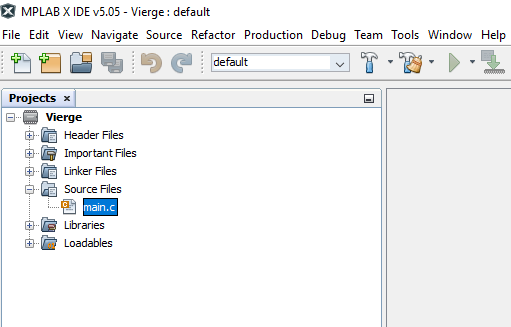 MPLAB X IDE v5.05 - Vierge : default
File Edit View Navigate Source Refactor Production Debug Team Tools Window Help
default
Projects
Vierge
Header Files
Important Files
Linker Files
Source Files
main.c
Libraries
Loadables